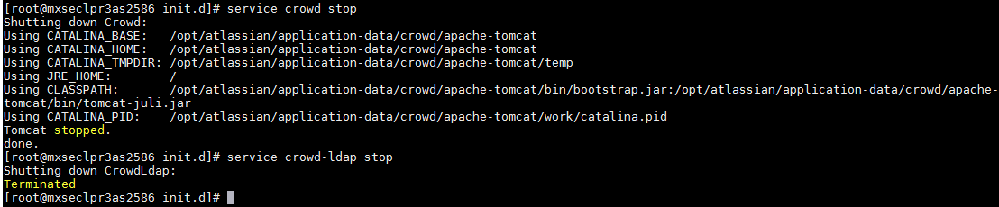 [root@mxseclpr3as2586 init.d]# service crowd stop
Shutting down Crowd:
Using CATALINA_BASE:   /opt/atlassian/application-data/crowd/apache-tomcat
Using CATALINA_HOME:   /opt/atlassian/application-data/crowd/apache-tomcat
Using CATALINA_TMPDIR: /opt/atlassian/application-data/crowd/apache-tomcat/temp
Using JRE_HOME:        /
Using CLASSPATH:       /opt/atlassian/application-data/crowd/apache-tomcat/bin/bootstrap.jar:/opt/atlassian/application-data/crowd/apache-
tomcat/bin/tomcat-juli.jar
Using CATALINA_PID:    /opt/atlassian/application-data/crowd/apache-tomcat/work/catalina.pid
Tomcat stopped.
done.
[root@mxseclpr3as2586 init.d]# service crowd-ldap stop
Shutting down CrowdLdap:
Terminated
[root@mxseclpr3as2586 init.d]#